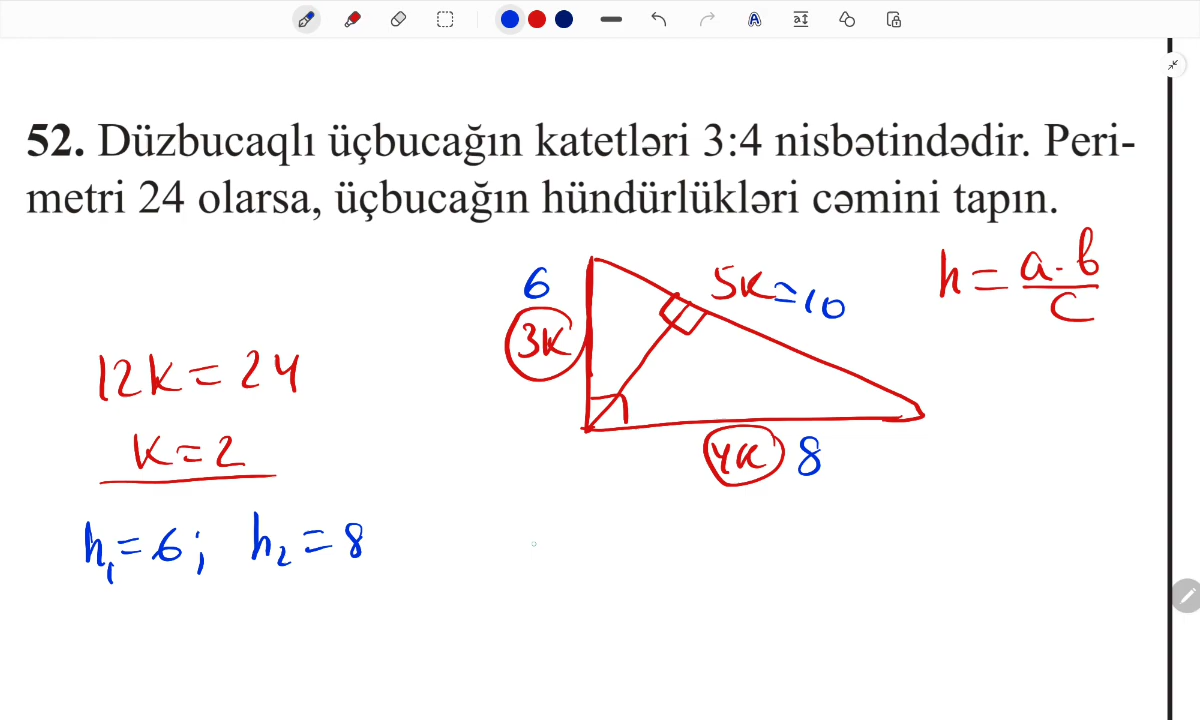 52. Düzbucaqlı üçbucağın katetləri 3:4 nisbətindədir. Peri-
metri 24 olarsa, üçbucağın hündürlükləri cəmini tapın.
6
3k
5k=10
h = a·b/c
12k = 24
k = 2
4k 8
h₁ = 6; h₂ = 8